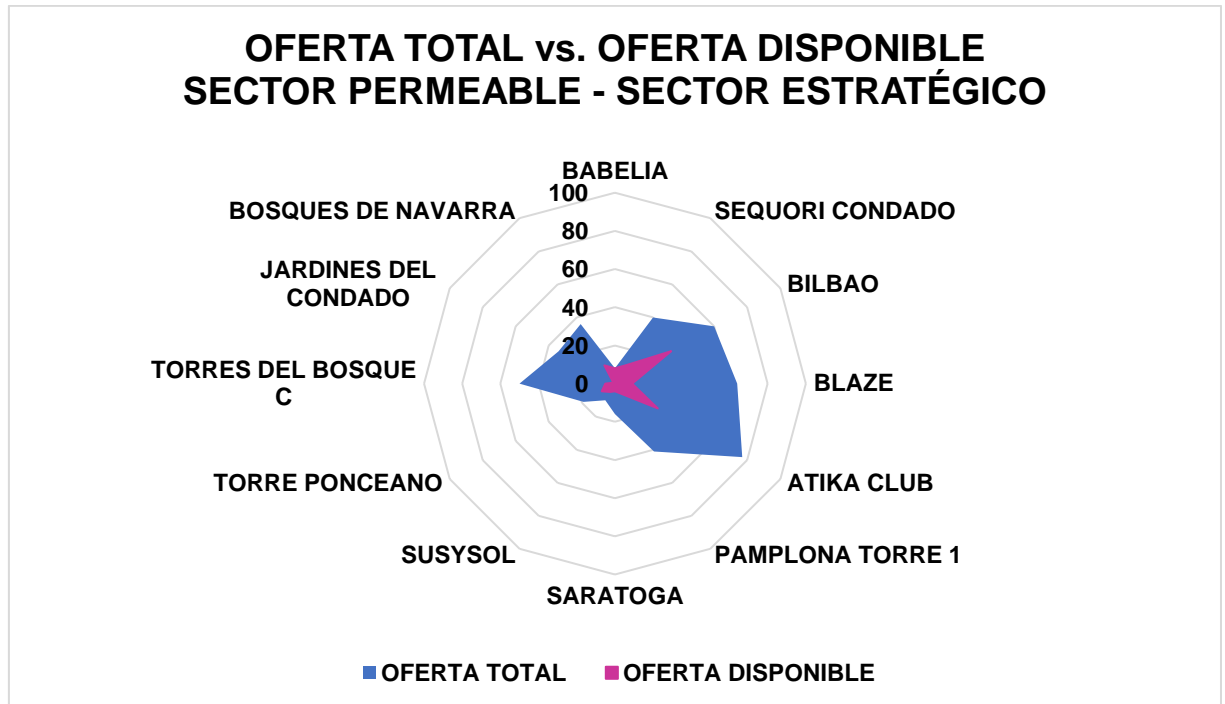 OFERTA TOTAL vs. OFERTA DISPONIBLE
SECTOR PERMEABLE - SECTOR ESTRATÉGICO
BABELIA
SEQUORI CONDADO
BILBAO
BLAZE
ATIKA CLUB
PAMPLONA TORRE 1
SARATOGA
SUSYSOL
TORRE PONCEANO
TORRES DEL BOSQUE
C
JARDINES DEL
CONDADO
BOSQUES DE NAVARRA
100
80
60
40
20
0
OFERTA TOTAL
OFERTA DISPONIBLE